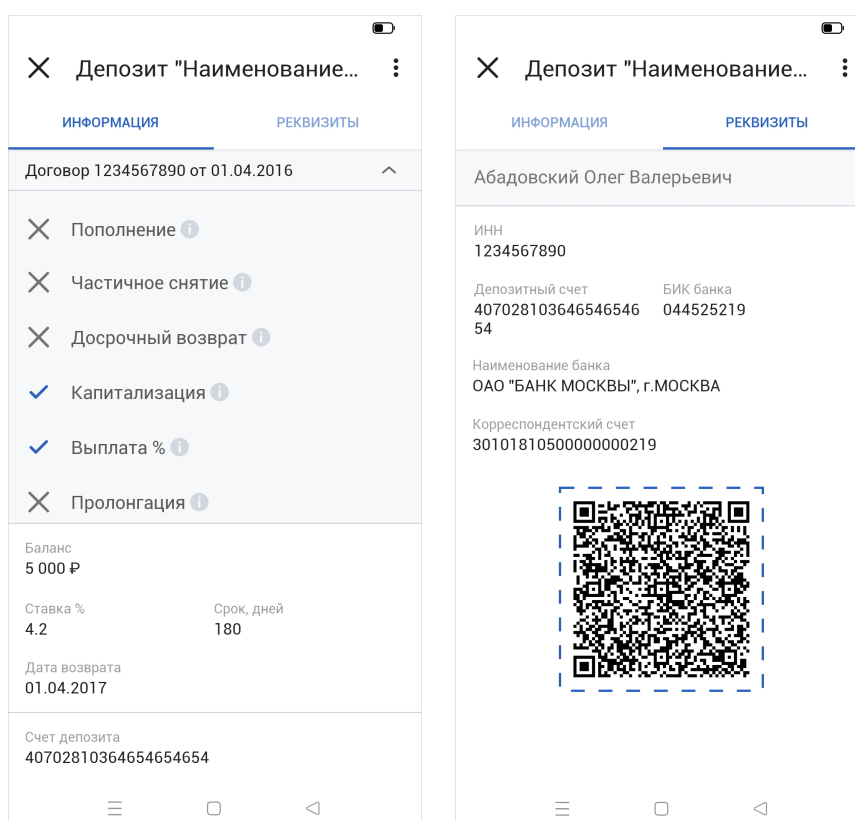 Депозит "Наименование...
ИНФОРМАЦИЯ
РЕКВИЗИТЫ
Договор 1234567890 от 01.04.2016
Пополнение
Частичное снятие
Досрочный возврат
Капитализация
Выплата %
Пролонгация
Баланс
5 000 ₽
Ставка % Срок, дней
4.2 180
Дата возврата
01.04.2017
Счет депозита
40702810364654654654
Депозит "Наименование...
ИНФОРМАЦИЯ
РЕКВИЗИТЫ
Абадовский Олег Валерьевич
ИНН
1234567890
Депозитный счет БИК банка
407028103646546546 044525219
54
Наименование банка
ОАО "БАНК МОСКВЫ", г.МОСКВА
Корреспондентский счет
30101810500000000219